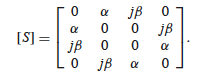 0 α jβ 0
α 0 0 jβ
[S] =
jβ 0 0 α
0 jβ α 0 .